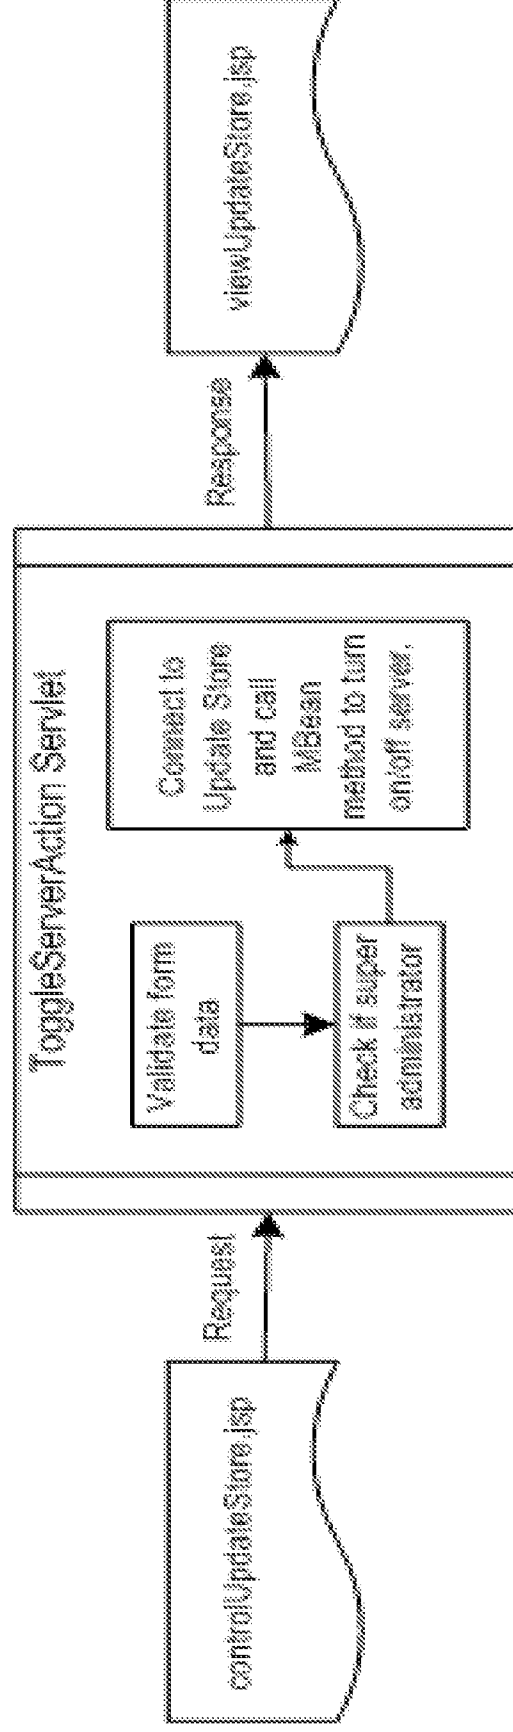 controlUpdateStore.jsp
Request
ToggleServerAction Servlet
Validate form
data
Check if super
administrator
Connect to
Update Store
and call
MBean
method to turn
on/off server.
Response
viewUpdateStore.jsp